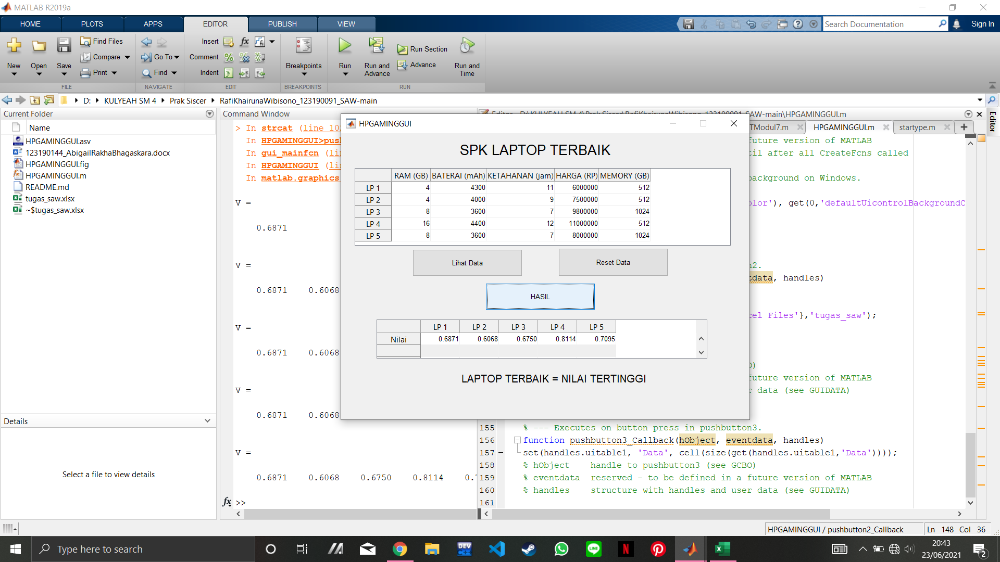 MATLAB R2019a
HOME PLOTS APPS EDITOR PUBLISH VIEW
Search Documentation
Sign In
New Open Save
Find Files
Compare
Print
FILE
Go To
Find
NAVIGATE
Insert
Comment
Indent
EDIT
Breakpoints
BREAKPOINTS
Run
Run and Advance
Run Section
Advance
Run and Time
RUN
D: KULYEAH SM 4 Prak Siscer RafiKhairunaWibisono_123190091_SAW-main
Current Folder
Name
HPGAMINGGUI.asv
123190144_AbigailRakhaBhagaskara.docx
HPGAMINGGUI.fig
HPGAMINGGUI.m
README.md
tugas_saw.xlsx
~$tugas_saw.xlsx
Details
Select a file to view details
Command Window
> In strcat (line
In HPGAMINGGUI>
In gui_mainfcn
In HPGAMINGGUI
In matlab.graphics
V =
0.6871
V =
0.6871 0.6068
V =
0.6871 0.6068
V =
0.6871 0.6068
V =
0.6871 0.6068 0.6750 0.8114
fx >>
HPGAMINGGUI
SPK LAPTOP TERBAIK
RAM (GB) BATERAI (mAh) KETAHANAN (jam) HARGA (RP) MEMORY (GB)
LP 1 4 4300 11 6000000 512
LP 2 4 4000 9 7500000 512
LP 3 8 3600 7 9800000 1024
LP 4 16 4400 12 11000000 512
LP 5 8 3600 7 8000000 1024
Lihat Data
Reset Data
HASIL
LP 1 LP 2 LP 3 LP 4 LP 5
Nilai 0.6871 0.6068 0.6750 0.8114 0.7095
LAPTOP TERBAIK = NILAI TERTINGGI
Editor - D:\KULYEAH SM 4\Prak Siscer\RafiKhairunaWibisono_123190091_SAW-main\HPGAMINGGUI.m
TModul7.m HPGAMINGGUI.m startype.m
Editor
future version of MATLAB
til after all CreateFcns called
background on Windows.
olor'), get(0,'defaultUicontrolBackgroundC
n2.
tdata, handles)
cel Files'},'tugas_saw');
future version of MATLAB
r data (see GUIDATA)
155 % --- Executes on button press in pushbutton3.
156 function pushbutton3_Callback(hObject, eventdata, handles)
157 set(handles.uitable1, 'Data', cell(size(get(handles.uitable1,'Data'))));
158 % hObject handle to pushbutton3 (see GCBO)
159 % eventdata reserved - to be defined in a future version of MATLAB
160 % handles structure with handles and user data (see GUIDATA)
161
HPGAMINGGUI / pushbutton2_Callback
Ln 148 Col 36
Type here to search
DEV
LINE
N
20:43
23/06/2021
2